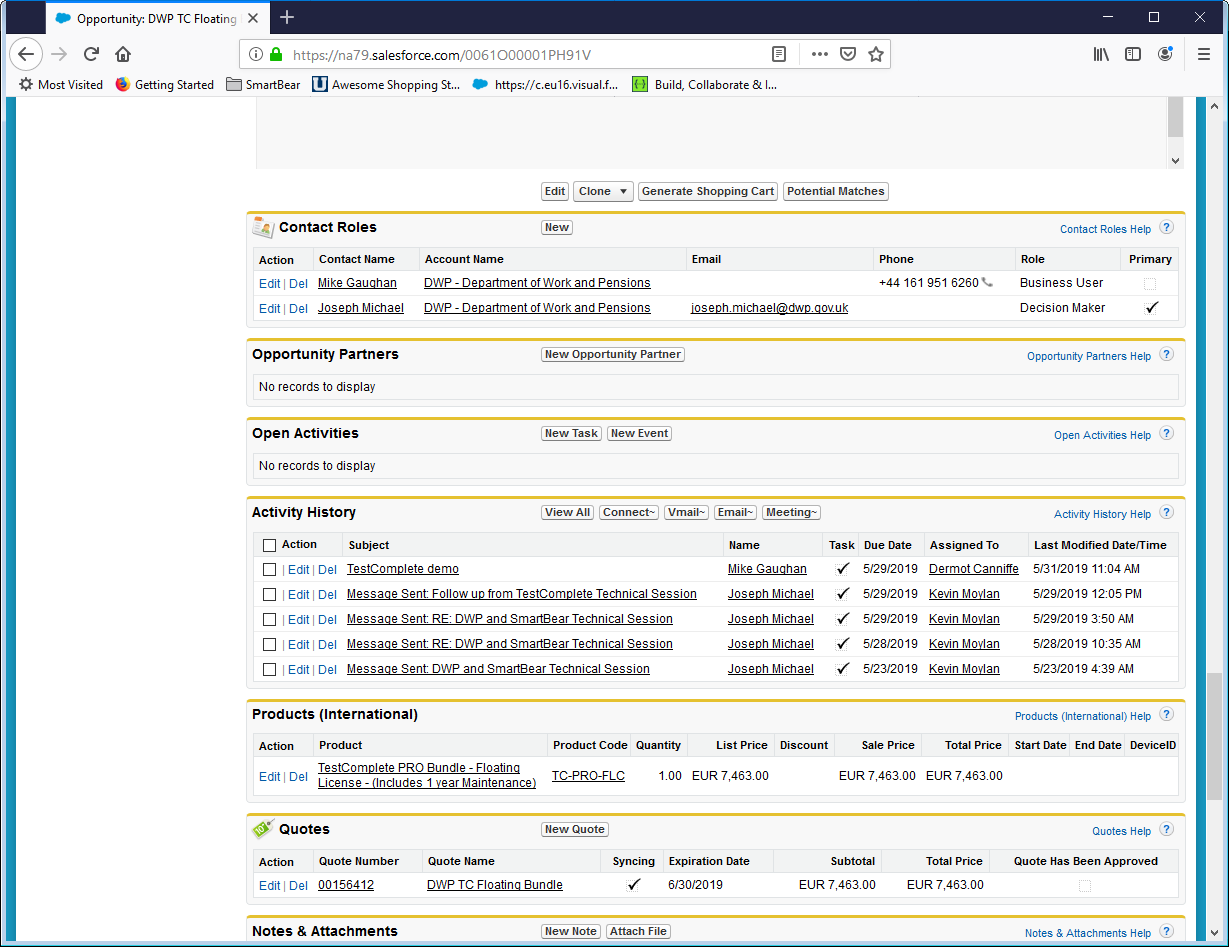 Opportunity: DWP TC Floating
https://na79.salesforce.com/0061O00001PH91V
Most Visited Getting Started SmartBear Awesome Shopping St... https://c.eu16.visual.f... Build, Collaborate & I...
Edit Clone Generate Shopping Cart Potential Matches
Contact Roles New Contact Roles Help ?
Action Contact Name Account Name Email Phone Role Primary
Edit | Del Mike Gaughan DWP - Department of Work and Pensions +44 161 951 6260 Business User
Edit | Del Joseph Michael DWP - Department of Work and Pensions joseph.michael@dwp.gov.uk Decision Maker
Opportunity Partners New Opportunity Partner Opportunity Partners Help ?
No records to display
Open Activities New Task New Event Open Activities Help ?
No records to display
Activity History View All Connect~ Vmail~ Email~ Meeting~ Activity History Help ?
Action Subject Name Task Due Date Assigned To Last Modified Date/Time
| Edit | Del TestComplete demo Mike Gaughan 5/29/2019 Dermot Canniffe 5/31/2019 11:04 AM
| Edit | Del Message Sent: Follow up from TestComplete Technical Session Joseph Michael 5/29/2019 Kevin Moylan 5/29/2019 12:05 PM
| Edit | Del Message Sent: RE: DWP and SmartBear Technical Session Joseph Michael 5/29/2019 Kevin Moylan 5/29/2019 3:50 AM
| Edit | Del Message Sent: RE: DWP and SmartBear Technical Session Joseph Michael 5/28/2019 Kevin Moylan 5/28/2019 10:35 AM
| Edit | Del Message Sent: DWP and SmartBear Technical Session Joseph Michael 5/23/2019 Kevin Moylan 5/23/2019 4:39 AM
Products (International) Products (International) Help ?
Action Product Product Code Quantity List Price Discount Sale Price Total Price Start Date End Date DeviceID
Edit | Del TestComplete PRO Bundle - Floating
License - (Includes 1 year Maintenance) TC-PRO-FLC 1.00 EUR 7,463.00 EUR 7,463.00 EUR 7,463.00
Quotes New Quote Quotes Help ?
Action Quote Number Quote Name Syncing Expiration Date Subtotal Total Price Quote Has Been Approved
Edit | Del 00156412 DWP TC Floating Bundle 6/30/2019 EUR 7,463.00 EUR 7,463.00
Notes & Attachments New Note Attach File Notes & Attachments Help ?